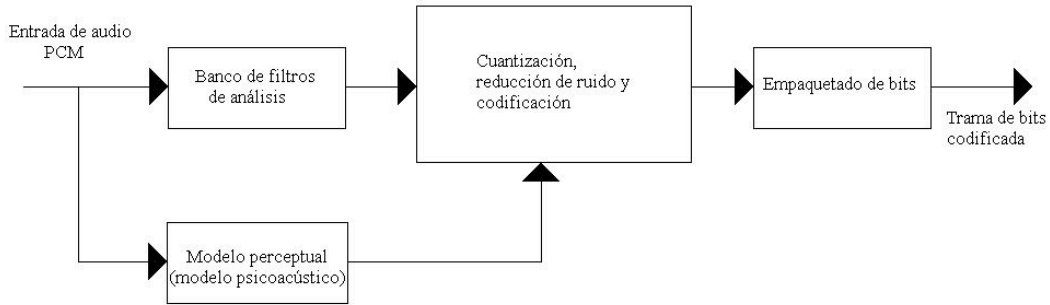 Entrada de audio
PCM
Banco de filtros
de análisis
Cuantización,
reducción de ruido y
codificación
Empaquetado de bits
Trama de bits
codificada
Modelo perceptual
(modelo psicoacústico)